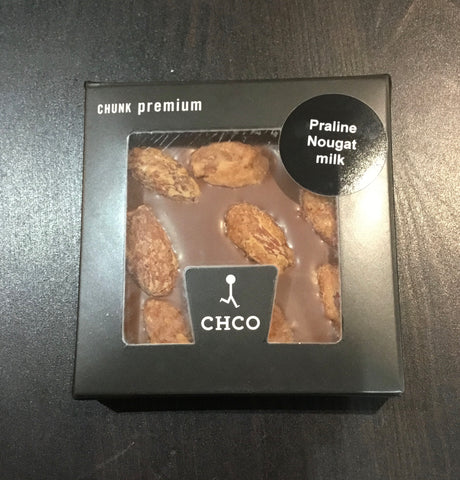 CHUNK premium
Praline
Nougat
milk
CHCO